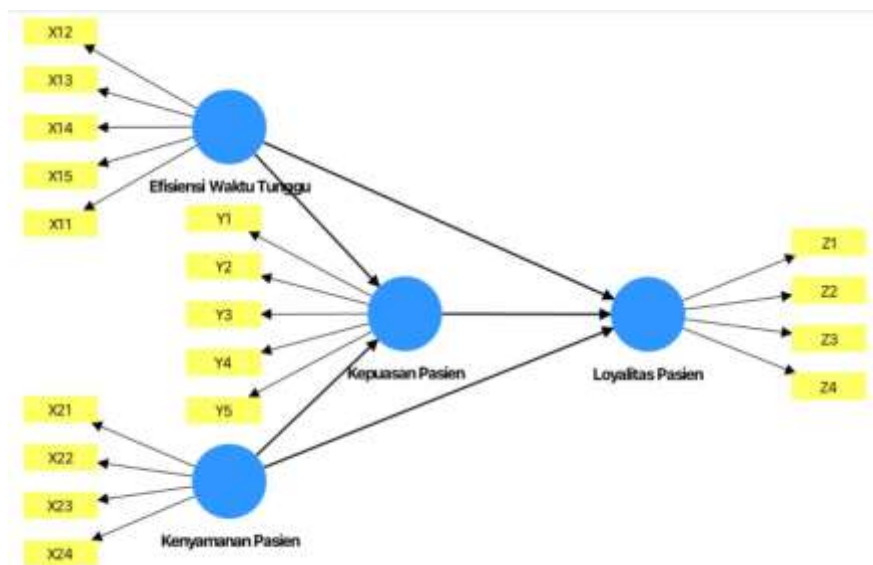 X12
X13
X14
X15
X11
Efisiensi Waktu Tunggu
Y1
Y2
Y3
Y4
Y5
Kepuasan Pasien
X21
X22
X23
X24
Kenyamanan Pasien
Z1
Z2
Z3
Z4
Loyalitas Pasien